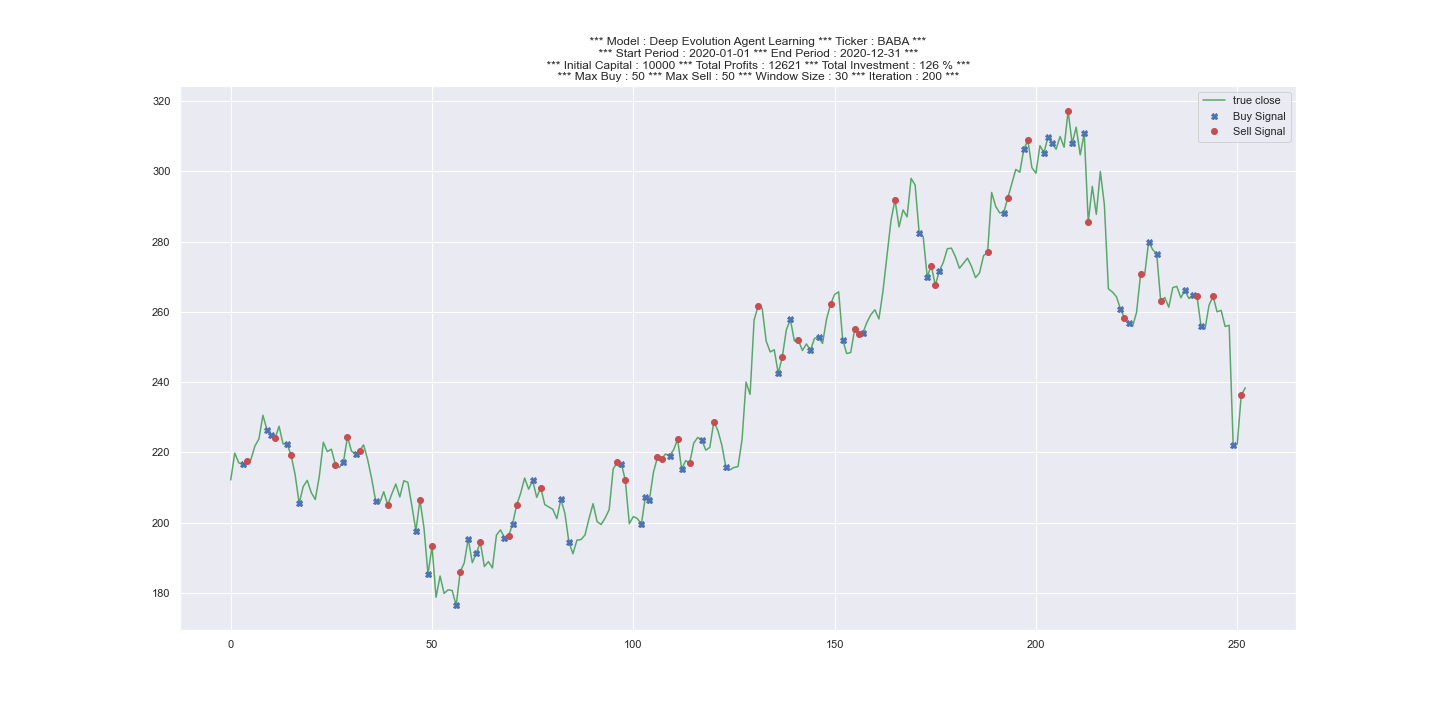 *** Model : Deep Evolution Agent Learning *** Ticker : BABA ***
*** Start Period : 2020-01-01 *** End Period : 2020-12-31 ***
*** Initial Capital : 10000 *** Total Profits : 12621 *** Total Investment : 126 % ***
*** Max Buy : 50 *** Max Sell : 50 *** Window Size : 30 *** Iteration : 200 ***
true close
Buy Signal
Sell Signal
320
300
280
260
240
220
200
180
0 50 100 150 200 250